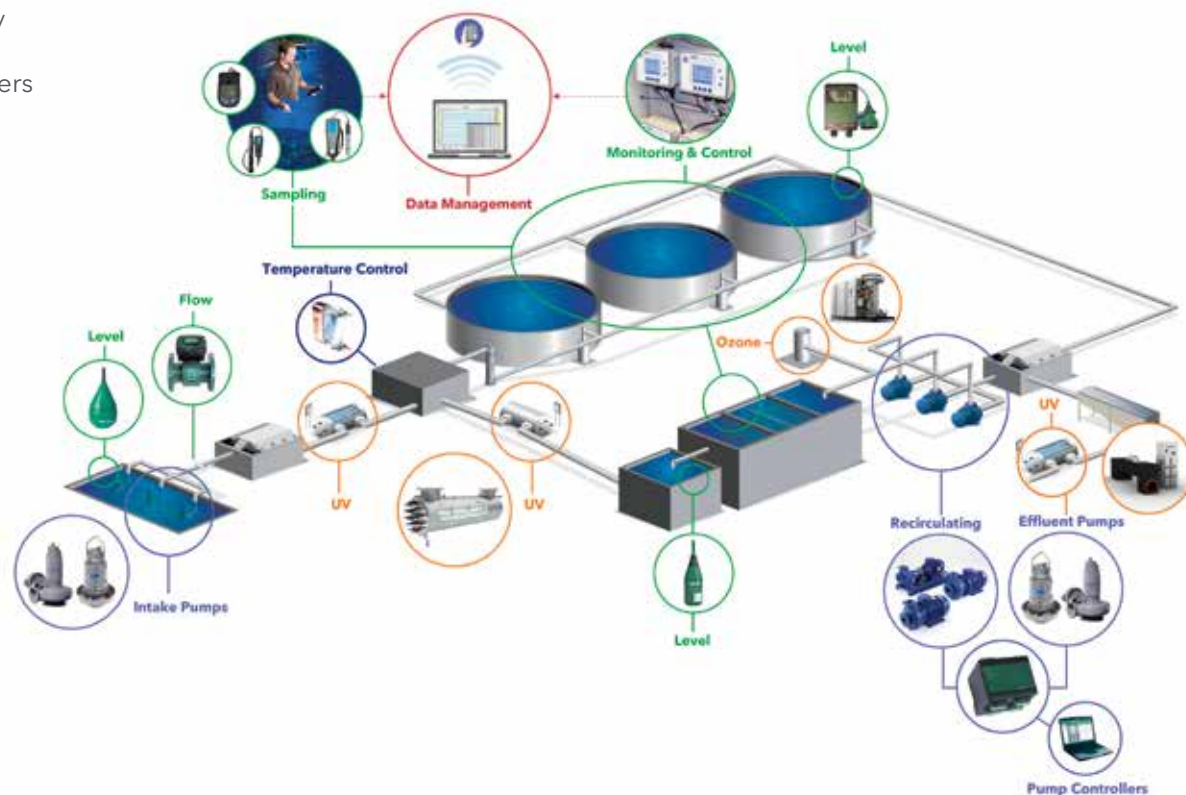 ers
Level
Monitoring & Control
Sampling
Data Management
Temperature Control
Flow
Level
Ozone
UV
UV
UV
Recirculating
Effluent Pumps
Intake Pumps
Level
Pump Controllers